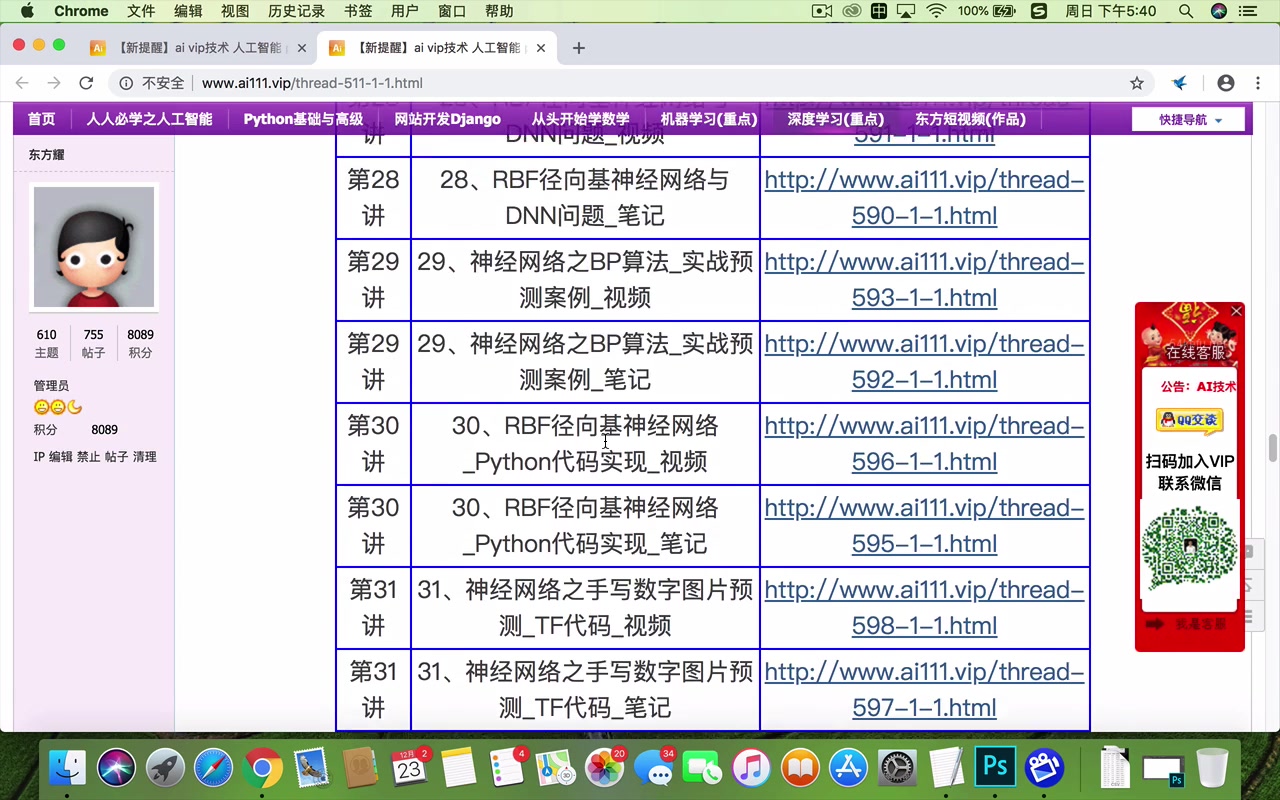 Chrome 文件 编辑 视图 历史记录 书签 用户 窗口 帮助
100% 周日 下午5:40
【新提醒】ai vip技术 人工智能
【新提醒】ai vip技术 人工智能
不安全 www.ai111.vip/thread-511-1-1.html
首页 人人必学之人工智能 Python基础与高级 网站开发Django 从头开始学数学 机器学习(重点) 深度学习(重点) 东方短视频(作品) 快捷导航
东方耀
610 755 8089
主题 帖子 积分
管理员
积分 8089
IP 编辑 禁止 帖子 清理
讲 DNN问题_视频 591-1-1.html
第28 28、RBF径向基神经网络与 http://www.ai111.vip/thread-
讲 DNN问题_笔记 590-1-1.html
第29 29、神经网络之BP算法_实战预 http://www.ai111.vip/thread-
讲 测案例_视频 593-1-1.html
第29 29、神经网络之BP算法_实战预 http://www.ai111.vip/thread-
讲 测案例_笔记 592-1-1.html
第30 30、RBF径向基神经网络 http://www.ai111.vip/thread-
讲 _Python代码实现_视频 596-1-1.html
第30 30、RBF径向基神经网络 http://www.ai111.vip/thread-
讲 _Python代码实现_笔记 595-1-1.html
第31 31、神经网络之手写数字图片预 http://www.ai111.vip/thread-
讲 测_TF代码_视频 598-1-1.html
第31 31、神经网络之手写数字图片预 http://www.ai111.vip/thread-
讲 测_TF代码_笔记 597-1-1.html
在线客服
公告：AI技术
QQ交谈
扫码加入VIP
联系微信
我是客服
12月 2 4 20 34
23
Ps